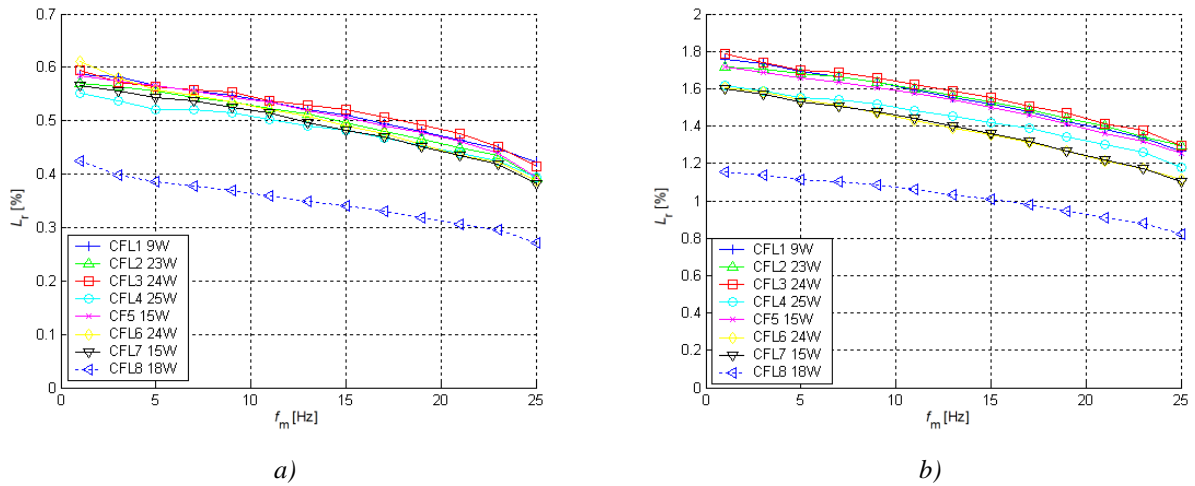 0.7
0.6
0.5
0.4
0.3
0.2
0.1
0
L_r [%]
CFL1 9W
CFL2 23W
CFL3 24W
CFL4 25W
CF5 15W
CFL6 24W
CFL7 15W
CFL8 18W
0 5 10 15 20 25
f_m [Hz]
a)
2
1.8
1.6
1.4
1.2
1
0.8
0.6
0.4
0.2
0
L_r [%]
CFL1 9W
CFL2 23W
CFL3 24W
CFL4 25W
CF5 15W
CFL6 24W
CFL7 15W
CFL8 18W
0 5 10 15 20 25
f_m [Hz]
b)